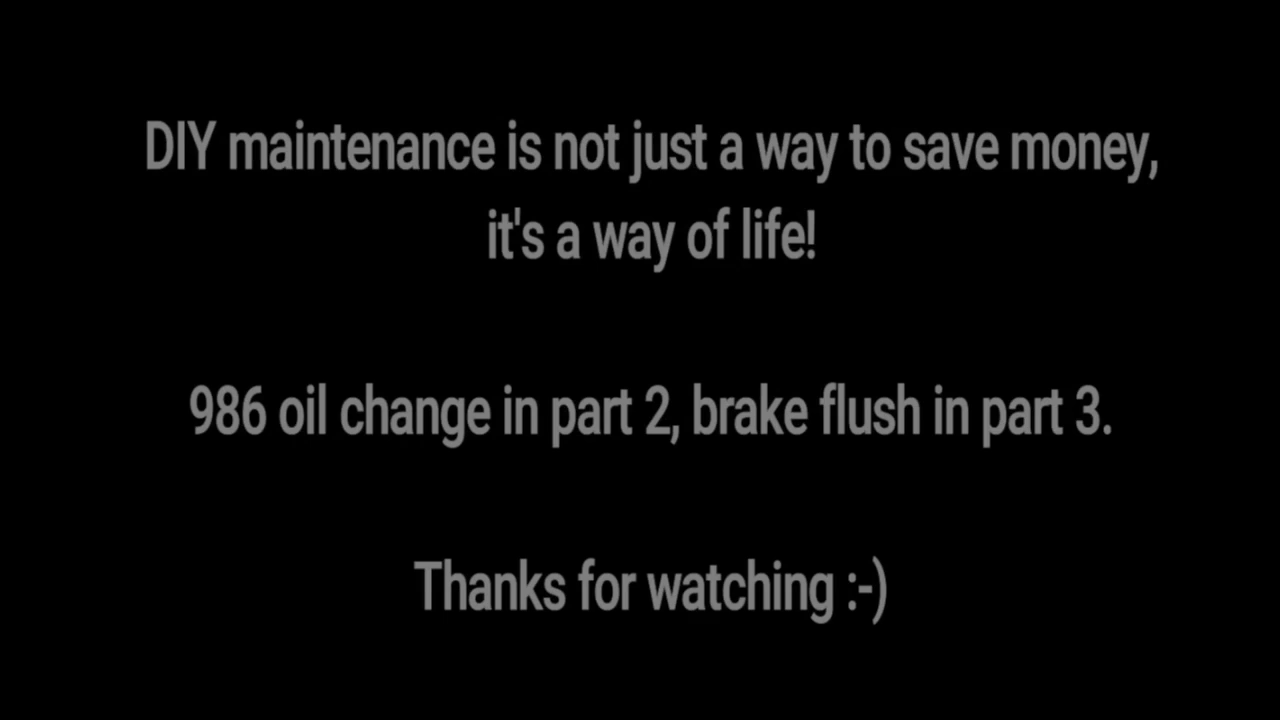 DIY maintenance is not just a way to save money,
it's a way of life!
986 oil change in part 2, brake flush in part 3.
Thanks for watching :-)